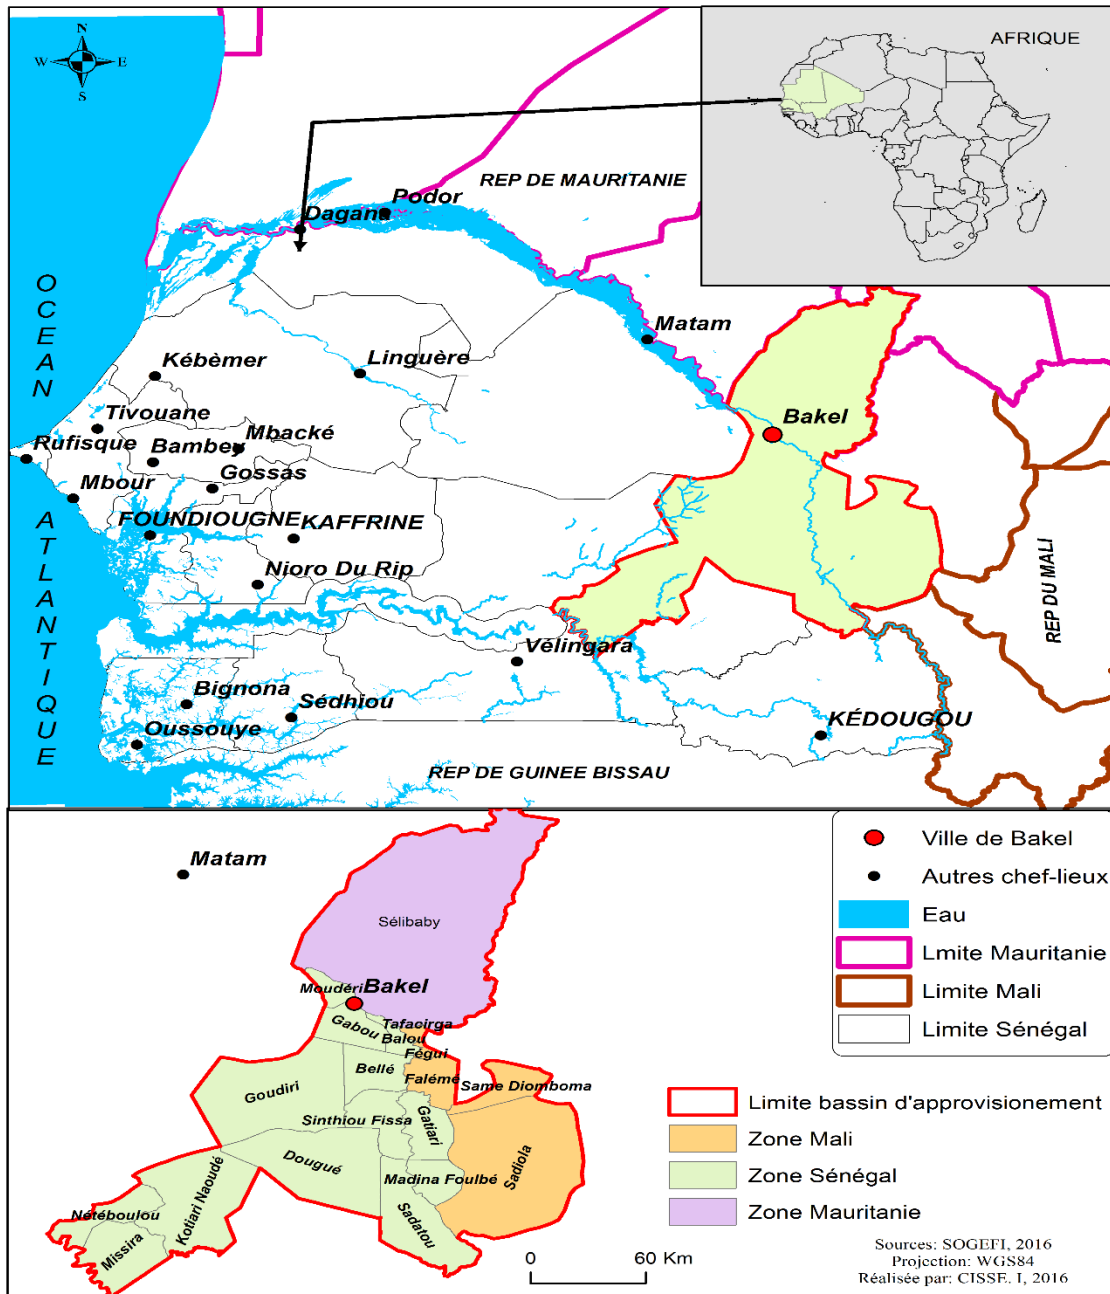 N
W E
S
AFRIQUE
REP DE MAURITANIE
Podor
Dagana
OCEAN ATLANTIQUE
Matam
Linguère
Kébèmer
Bakel
Tivouane
Mbacké
Rufisque
Bambey
Gossas
Mbour
FOUNDIOUGNE
KAFFRINE
Nioro Du Rip
REP DU MALI
Vélingara
Bignona
Sédhiou
KÉDOUGOU
Oussouye
REP DE GUINEE BISSAU
Matam
Sélibaby
Moudéri
Bakel
Gabou
Tafacirga
Balou
Fégui
Bellé
Falémé
Same Diomboma
Goudiri
Sinthiou Fissa
Gatiari
Dougué
Madina Foulbé
Sadiola
Kotiari Naoudé
Nétéboulou
Missira
Sadatou
0 60 Km
Ville de Bakel
Autres chef-lieux
Eau
Lmite Mauritanie
Limite Mali
Limite Sénégal
Limite bassin d'approvisionement
Zone Mali
Zone Sénégal
Zone Mauritanie
Sources: SOGEFI, 2016
Projection: WGS84
Réalisée par: CISSE. I, 2016